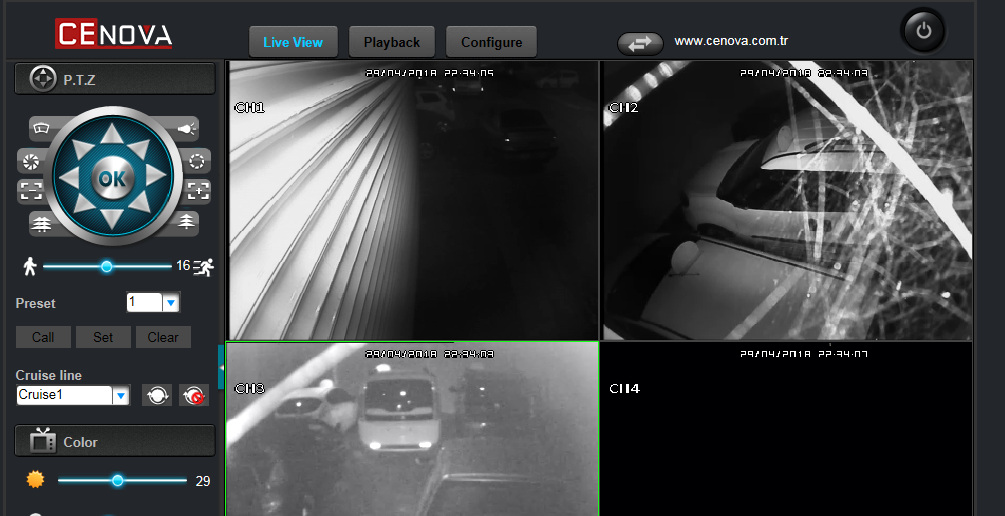 CENOVA
Live View
Playback
Configure
www.cenova.com.tr
P.T.Z
OK
16
Preset
1
Call
Set
Clear
Cruise line
Cruise1
Color
29
29/04/2018 22:34:05
CH1
29/04/2018 22:34:03
CH2
29/04/2018 22:34:03
CH3
29/04/2018 22:34:07
CH4